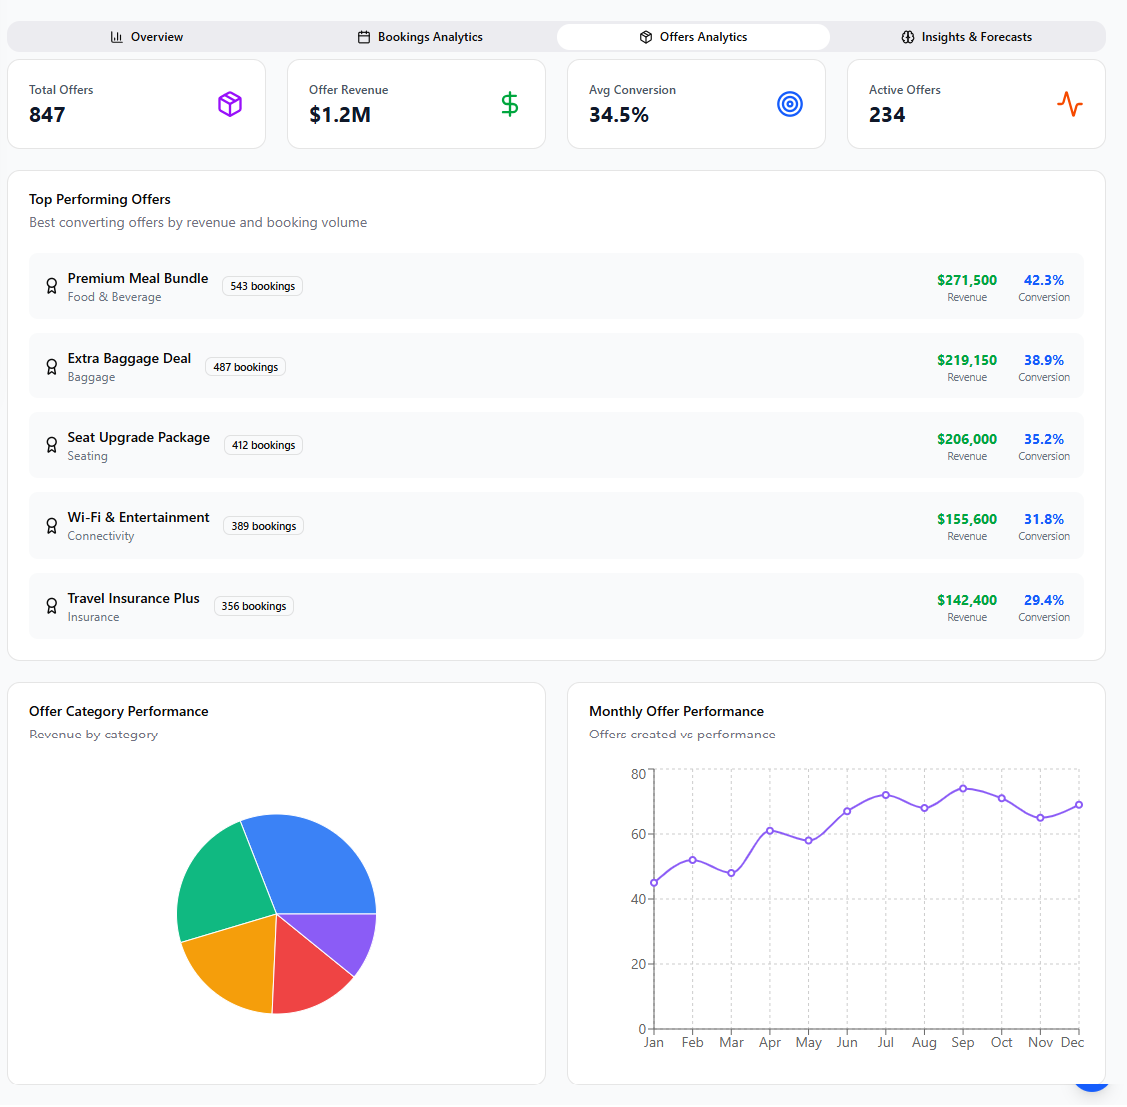 Overview
Bookings Analytics
Offers Analytics
Insights & Forecasts
Total Offers
847
Offer Revenue
$1.2M
Avg Conversion
34.5%
Active Offers
234
Top Performing Offers
Best converting offers by revenue and booking volume
Premium Meal Bundle
Food & Beverage
543 bookings
$271,500
Revenue
42.3%
Conversion
Extra Baggage Deal
Baggage
487 bookings
$219,150
Revenue
38.9%
Conversion
Seat Upgrade Package
Seating
412 bookings
$206,000
Revenue
35.2%
Conversion
Wi-Fi & Entertainment
Connectivity
389 bookings
$155,600
Revenue
31.8%
Conversion
Travel Insurance Plus
Insurance
356 bookings
$142,400
Revenue
29.4%
Conversion
Offer Category Performance
Revenue by category
Monthly Offer Performance
Offers created vs performance
80
60
40
20
0
Jan Feb Mar Apr May Jun Jul Aug Sep Oct Nov Dec